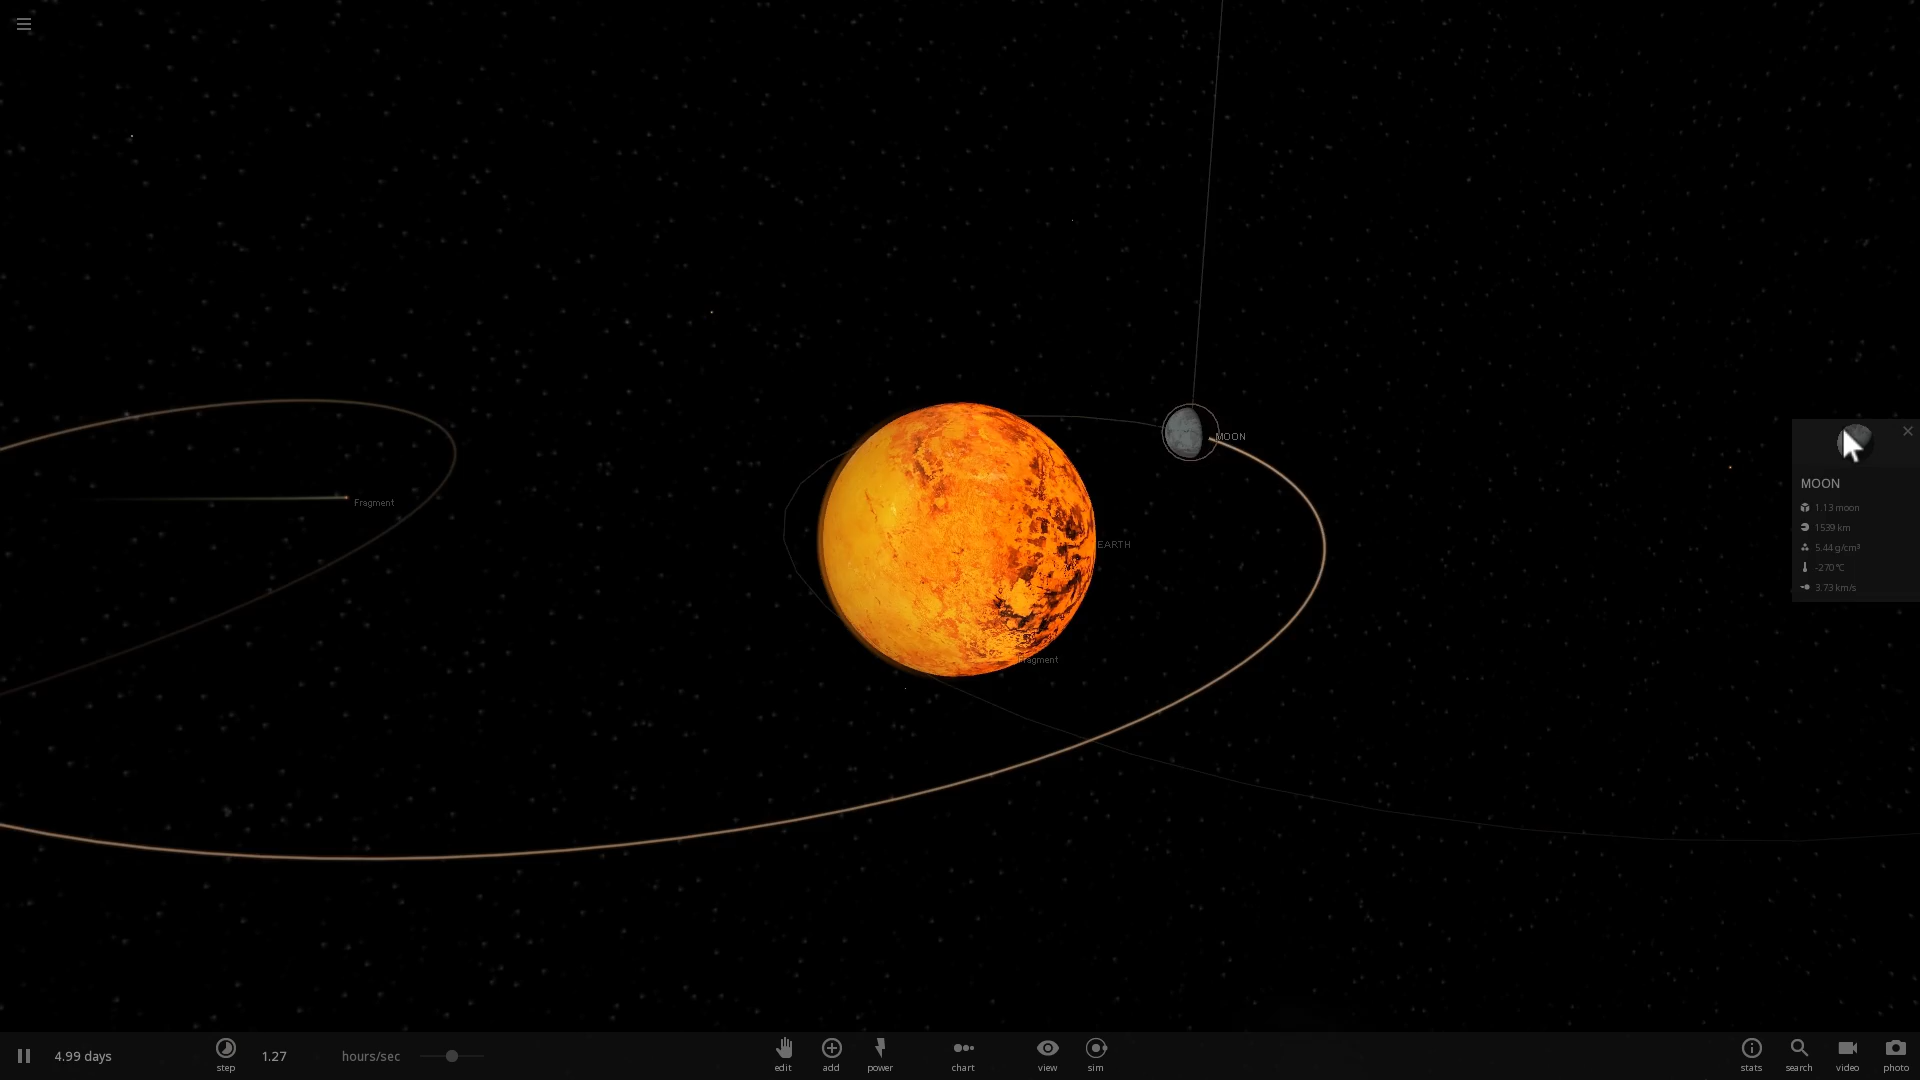 MOON
Fragment
EARTH
Fragment
MOON
1.13 moon
1539 km
5.44 g/cm³
-270 °C
3.73 km/s
4.99 days
step
1.27
hours/sec
edit
add
power
chart
view
sim
stats
search
video
photo